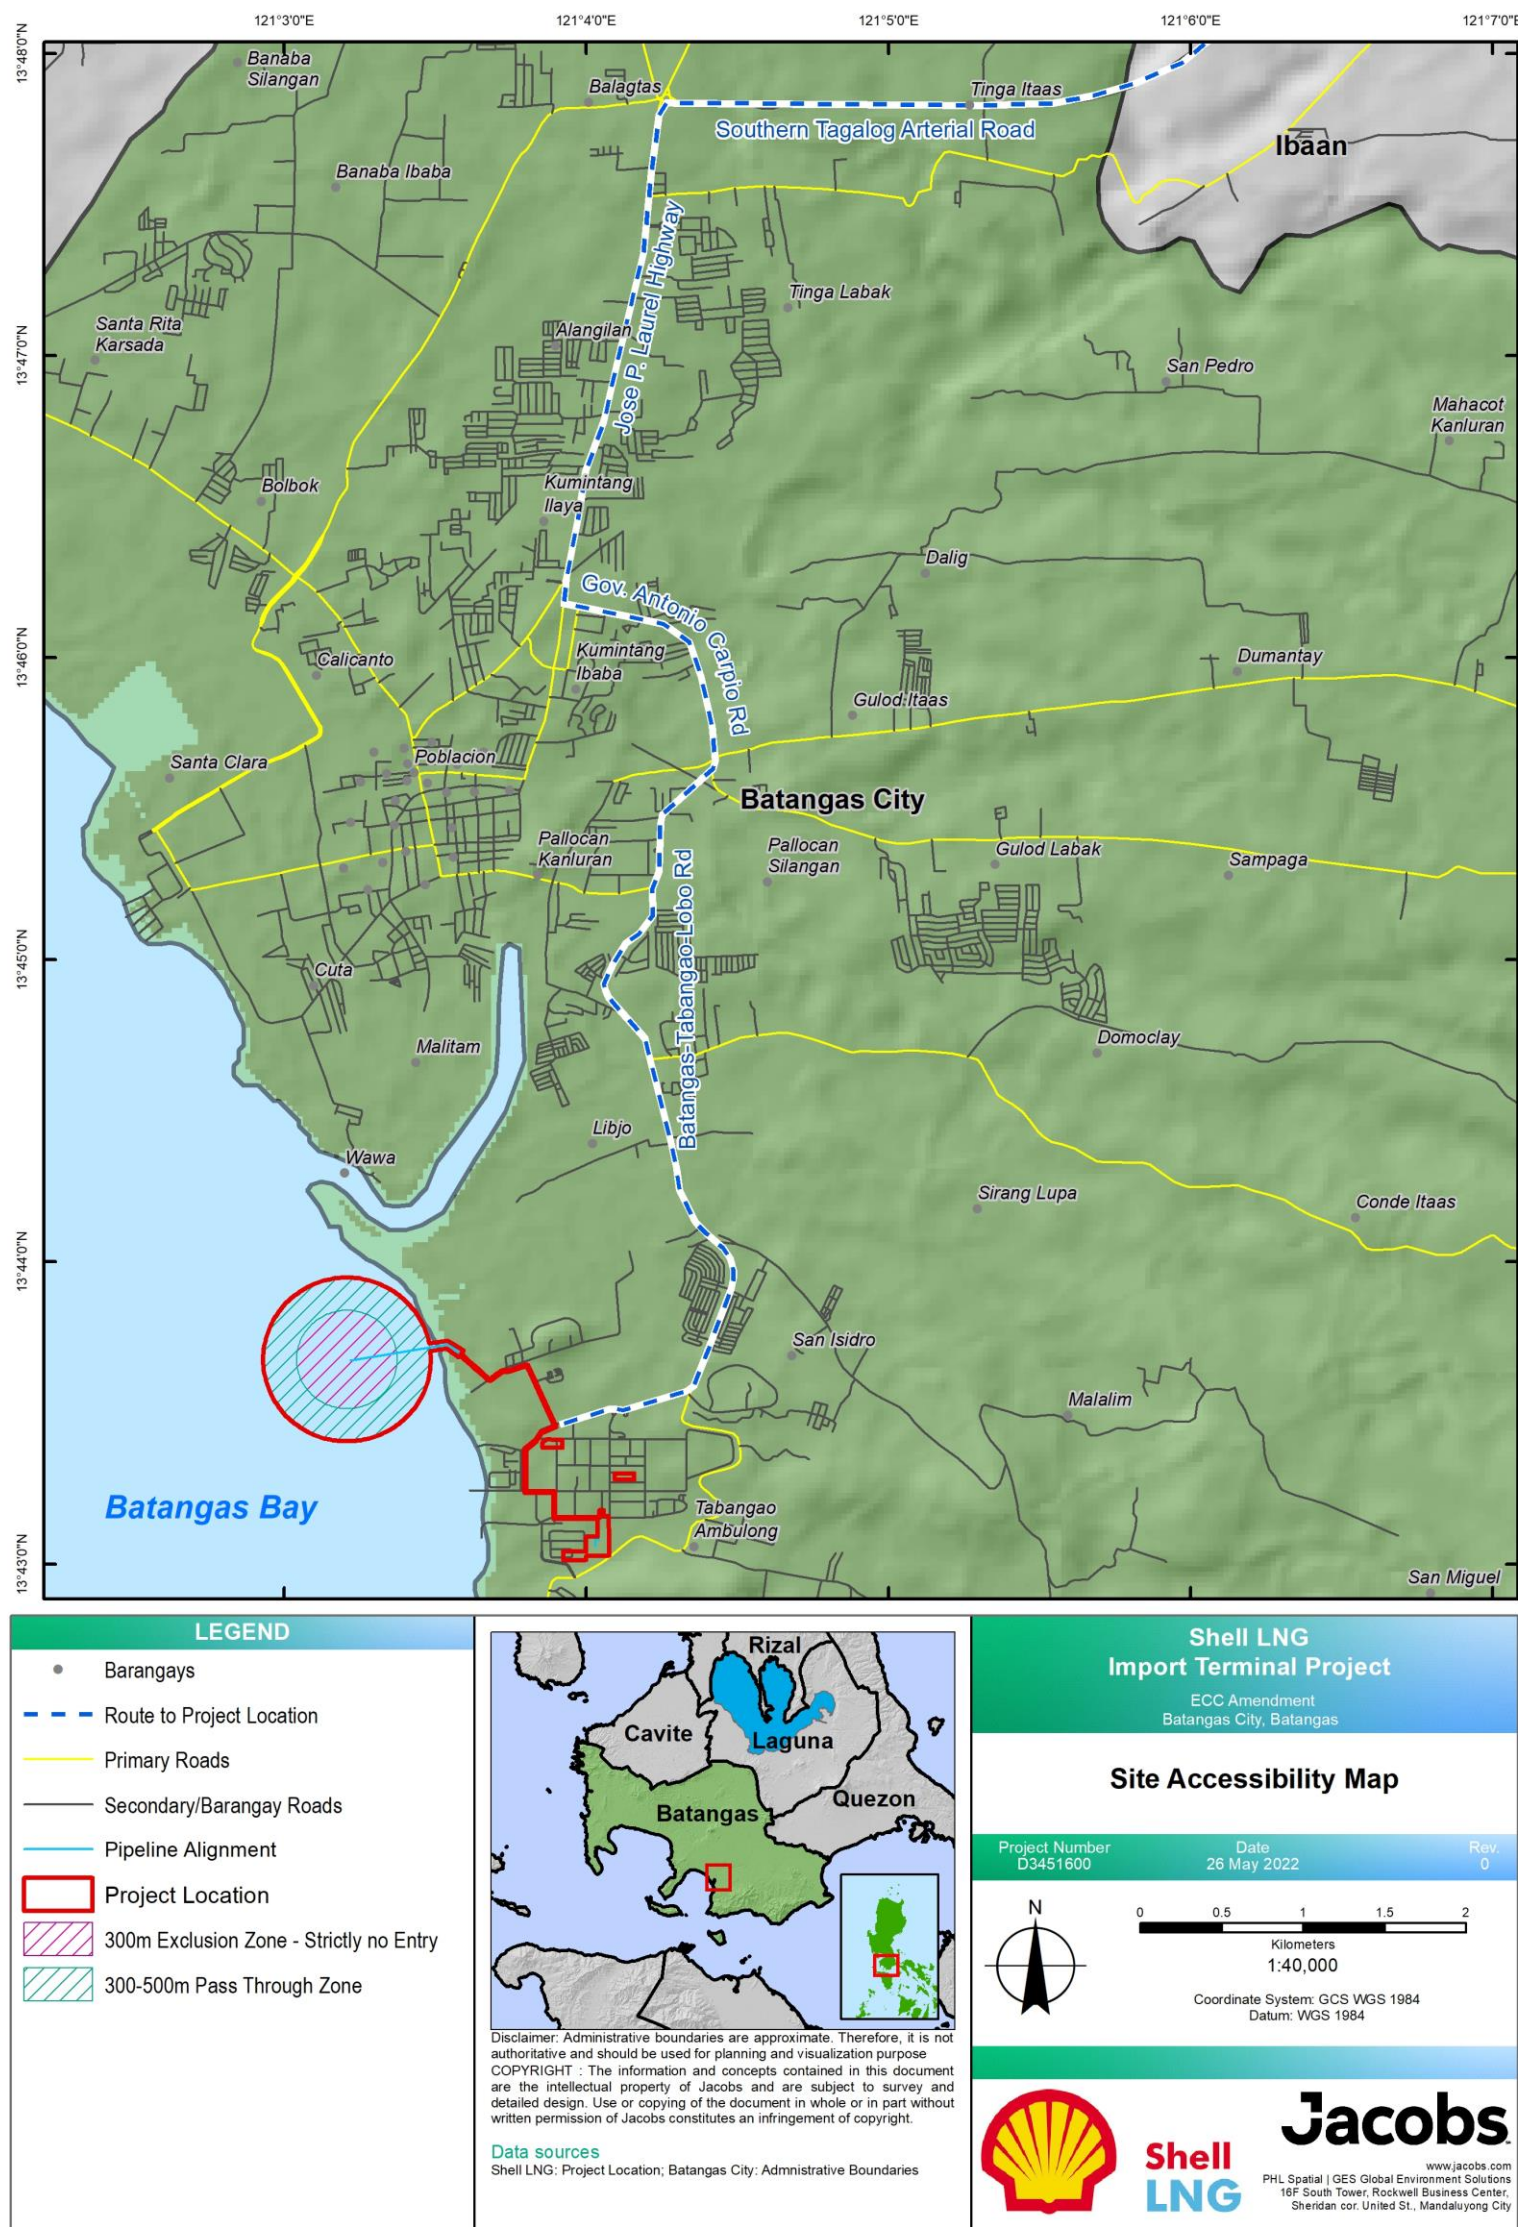 121°3'0"E
121°4'0"E
121°5'0"E
121°6'0"E
121°7'0"E
13°48'0"N
13°47'0"N
13°46'0"N
13°45'0"N
13°44'0"N
13°43'0"N
Banaba
Silangan
Balagtas
Tinga Itaas
Southern Tagalog Arterial Road
Ibaan
Banaba Ibaba
Jose P. Laurel Highway
Tinga Labak
Santa Rita
Karsada
Alangilan
San Pedro
Mahacot
Kanluran
Bolbok
Kumintang
Ilaya
Dalig
Gov. Antonio Carpio Rd
Calicanto
Kumintang
Ibaba
Dumantay
Gulod Itaas
Santa Clara
Poblacion
Batangas City
Pallocan
Kanluran
Pallocan
Silangan
Gulod Labak
Sampaga
Batangas-Tabangao-Lobo Rd
Cuta
Malitam
Domoclay
Libjo
Wawa
Sirang Lupa
Conde Itaas
San Isidro
Malalim
Batangas Bay
Tabangao
Ambulong
San Miguel
LEGEND
Barangays
Route to Project Location
Primary Roads
Secondary/Barangay Roads
Pipeline Alignment
Project Location
300m Exclusion Zone - Strictly no Entry
300-500m Pass Through Zone
Rizal
Cavite
Laguna
Batangas
Quezon
Disclaimer: Administrative boundaries are approximate. Therefore, it is not
authoritative and should be used for planning and visualization purpose
COPYRIGHT : The information and concepts contained in this document
are the intellectual property of Jacobs and are subject to survey and
detailed design. Use or copying of the document in whole or in part without
written permission of Jacobs constitutes an infringement of copyright.
Data sources
Shell LNG: Project Location; Batangas City: Admnistrative Boundaries
Shell LNG
Import Terminal Project
ECC Amendment
Batangas City, Batangas
Site Accessibility Map
Project Number
D3451600
Date
26 May 2022
Rev.
0
N
0 0.5 1 1.5 2
Kilometers
1:40,000
Coordinate System: GCS WGS 1984
Datum: WGS 1984
Shell
LNG
Jacobs
www.jacobs.com
PHL Spatial | GES Global Environment Solutions
16F South Tower, Rockwell Business Center,
Sheridan cor. United St., Mandaluyong City